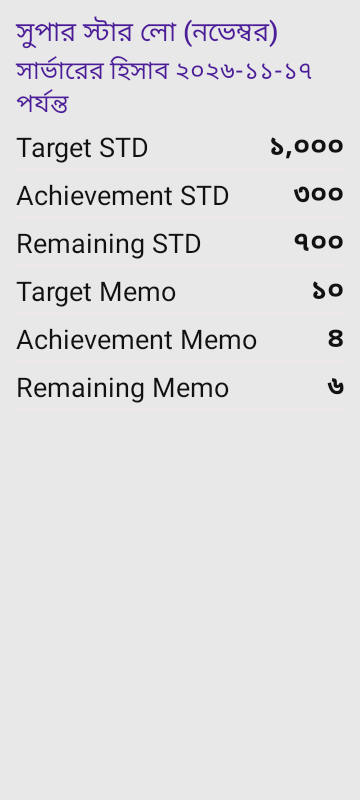 সুপার স্টার লো (নভেম্বর)
সার্ভারের হিসাব ২০২৬-১১-১৭
পর্যন্ত
Target STD ১,০০০
Achievement STD ৩০০
Remaining STD ৭০০
Target Memo ১০
Achievement Memo ৪
Remaining Memo ৬